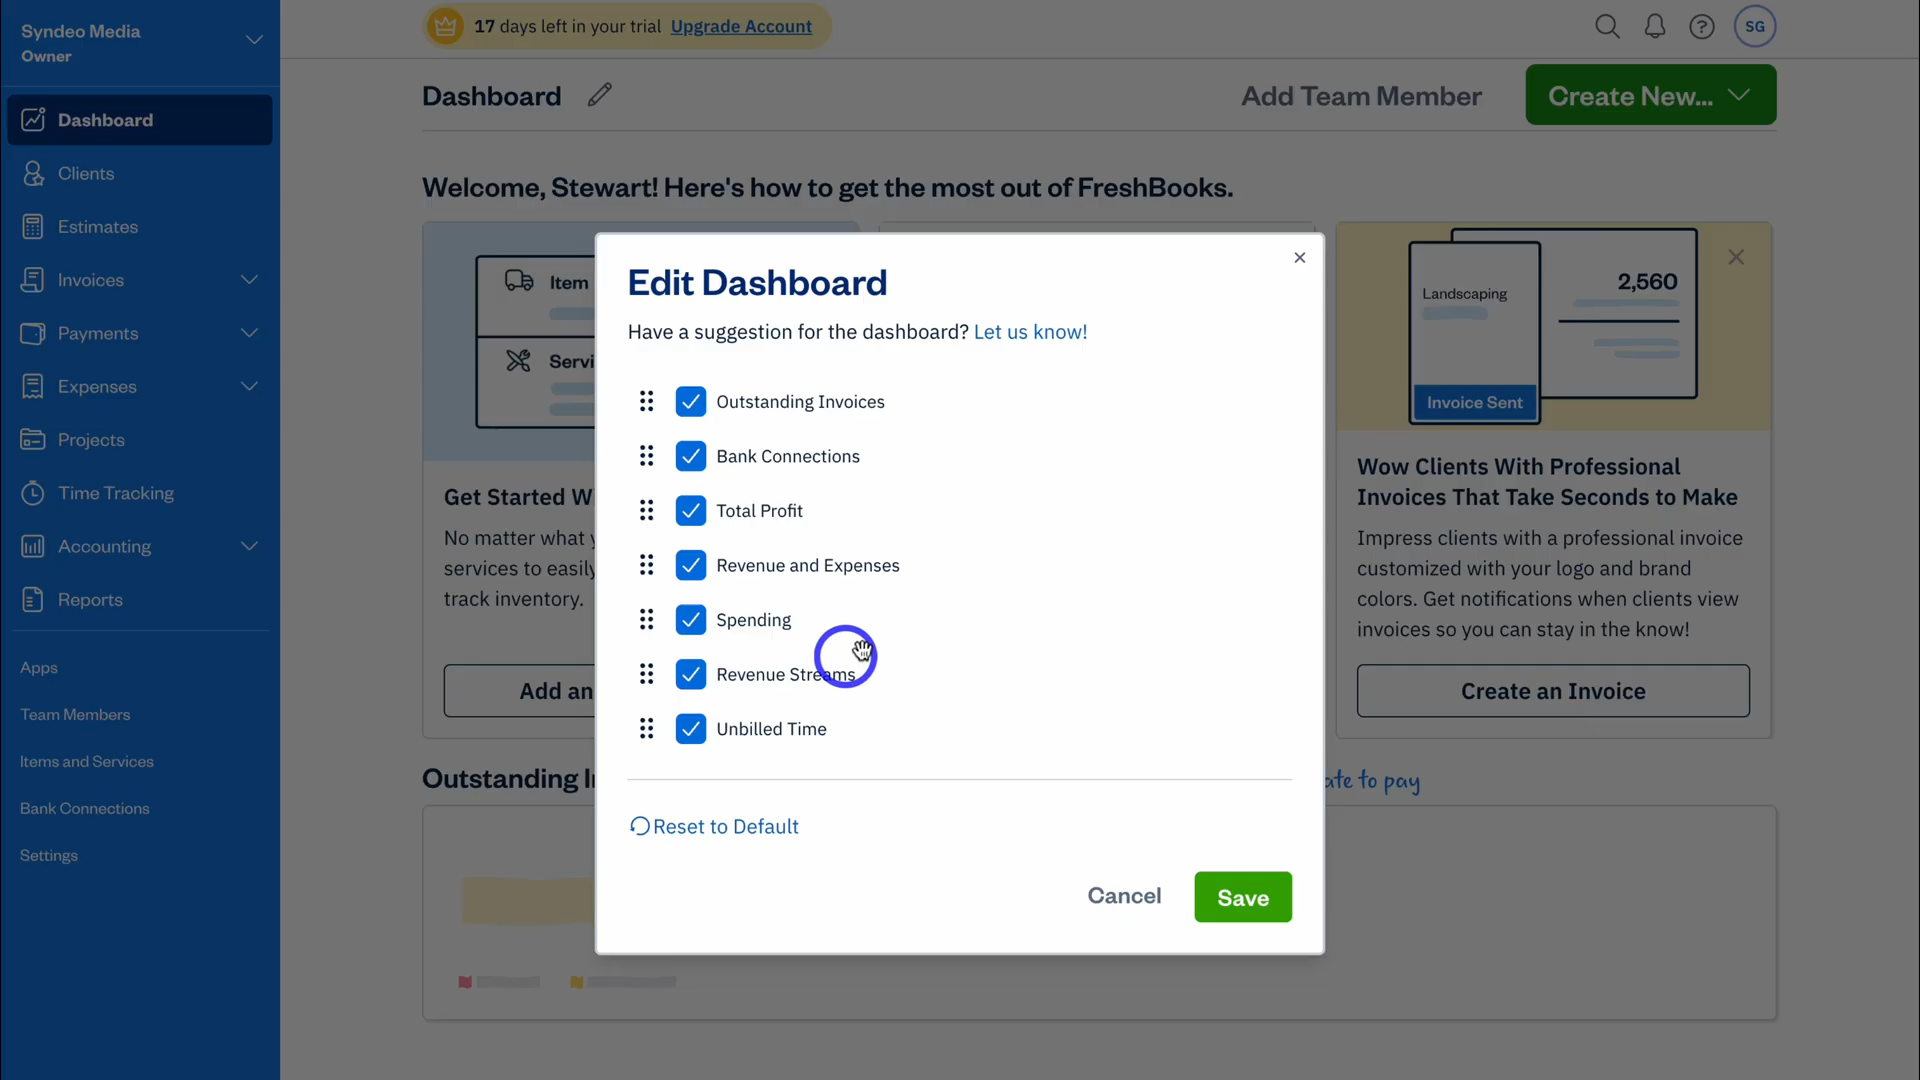 Syndeo Media
Owner
17 days left in your trial Upgrade Account
SG
Dashboard
Clients
Estimates
Invoices
Payments
Expenses
Projects
Time Tracking
Accounting
Reports
Apps
Team Members
Items and Services
Bank Connections
Settings
Dashboard
Add Team Member
Create New...
Welcome, Stewart! Here's how to get the most out of FreshBooks.
Item
Servi
Get Started W
No matter what y
services to easily
track inventory.
Add an
Landscaping
2,560
Invoice Sent
Wow Clients With Professional
Invoices That Take Seconds to Make
Impress clients with a professional invoice
customized with your logo and brand
colors. Get notifications when clients view
invoices so you can stay in the know!
Create an Invoice
Outstanding I
ate to pay
Edit Dashboard
Have a suggestion for the dashboard? Let us know!
Outstanding Invoices
Bank Connections
Total Profit
Revenue and Expenses
Spending
Revenue Streams
Unbilled Time
Reset to Default
Cancel
Save